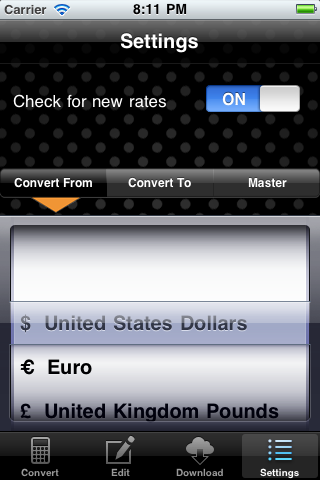 Carrier 8:11 PM
Settings
Check for new rates ON
Convert From Convert To Master
$ United States Dollars
€ Euro
£ United Kingdom Pounds
Convert Edit Download Settings